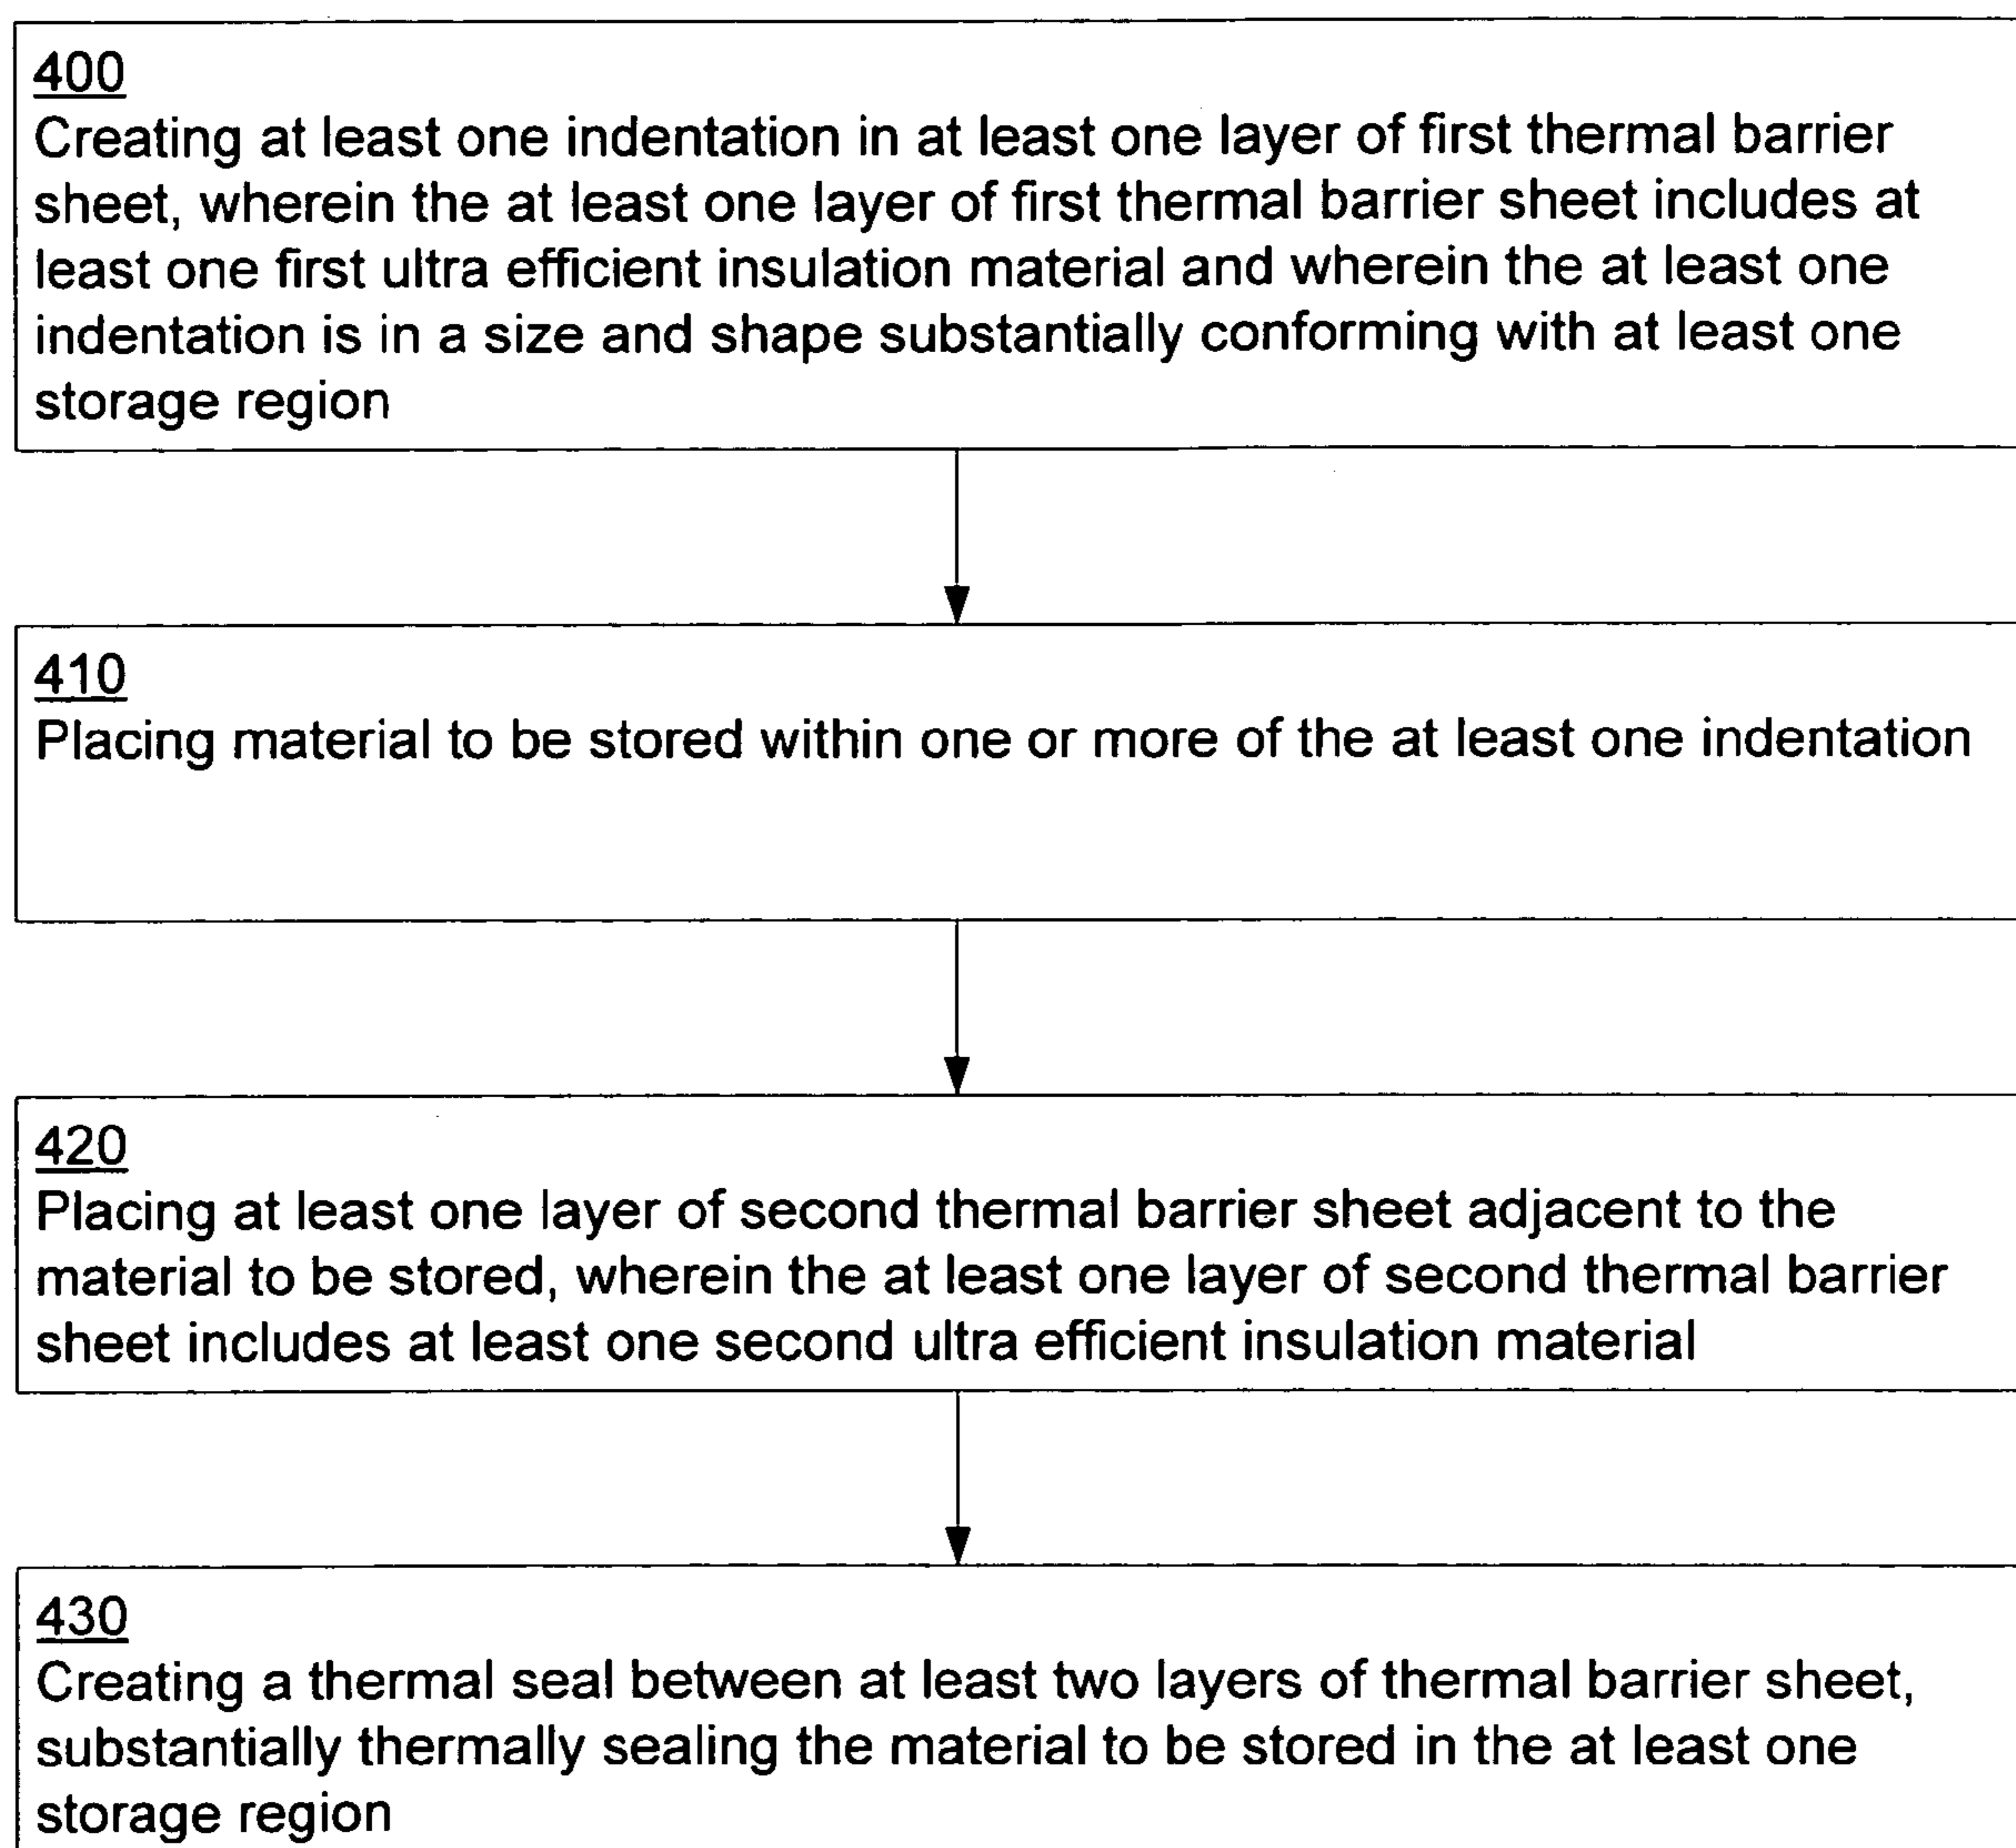 400
Creating at least one indentation in at least one layer of first thermal barrier
sheet, wherein the at least one layer of first thermal barrier sheet includes at
least one first ultra efficient insulation material and wherein the at least one
indentation is in a size and shape substantially conforming with at least one
storage region
410
Placing material to be stored within one or more of the at least one indentation
420
Placing at least one layer of second thermal barrier sheet adjacent to the
material to be stored, wherein the at least one layer of second thermal barrier
sheet includes at least one second ultra efficient insulation material
430
Creating a thermal seal between at least two layers of thermal barrier sheet,
substantially thermally sealing the material to be stored in the at least one
storage region